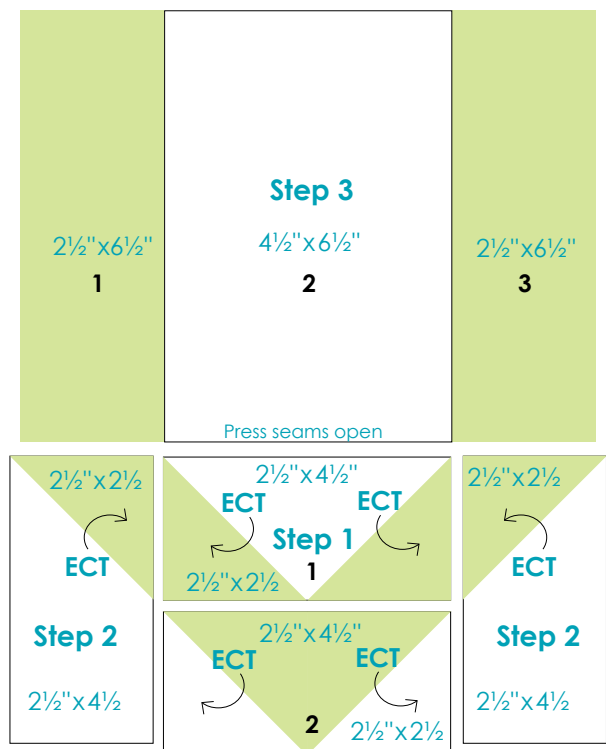 Step 3
2½"x6½"
1
4½"x6½"
2
2½"x6½"
3
Press seams open
2½"x2½
ECT
Step 2
2½"x4½
2½"x4½"
ECT
ECT
Step 1
1
2½"x2½
2½"x4½"
ECT
ECT
2
2½"x2½
2½"x2½
ECT
Step 2
2½"x4½